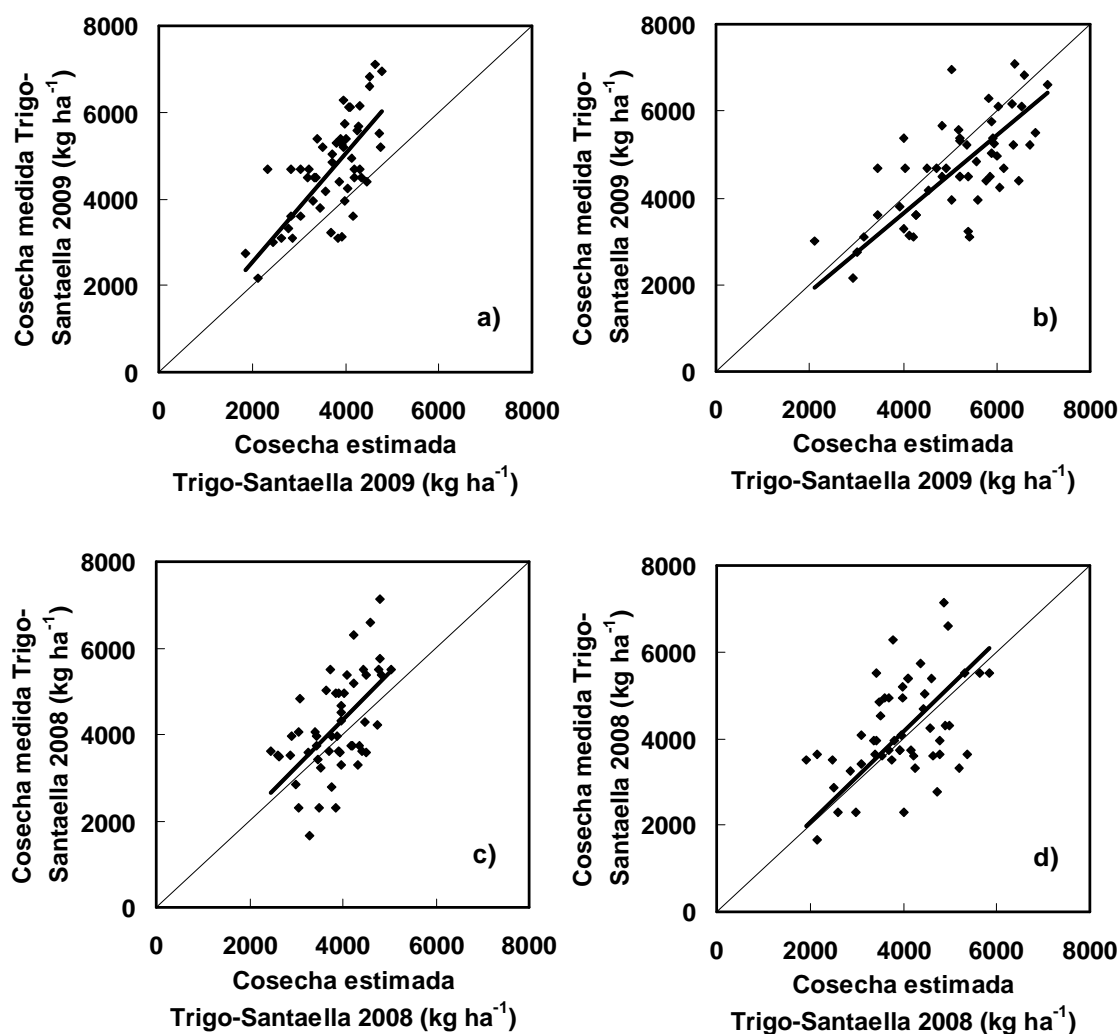 8000
6000
4000
2000
0
Cosecha medida Trigo-
Santaella 2009 (kg ha⁻¹)
a)
0 2000 4000 6000 8000
Cosecha estimada
Trigo-Santaella 2009 (kg ha⁻¹)
8000
6000
4000
2000
0
Cosecha medida Trigo-
Santaella 2009 (kg ha⁻¹)
b)
0 2000 4000 6000 8000
Cosecha estimada
Trigo-Santaella 2009 (kg ha⁻¹)
8000
6000
4000
2000
0
Cosecha medida Trigo-
Santaella 2008 (kg ha⁻¹)
c)
0 2000 4000 6000 8000
Cosecha estimada
Trigo-Santaella 2008 (kg ha⁻¹)
8000
6000
4000
2000
0
Cosecha medida Trigo-
Santaella 2008 (kg ha⁻¹)
d)
0 2000 4000 6000 8000
Cosecha estimada
Trigo-Santaella 2008 (kg ha⁻¹)